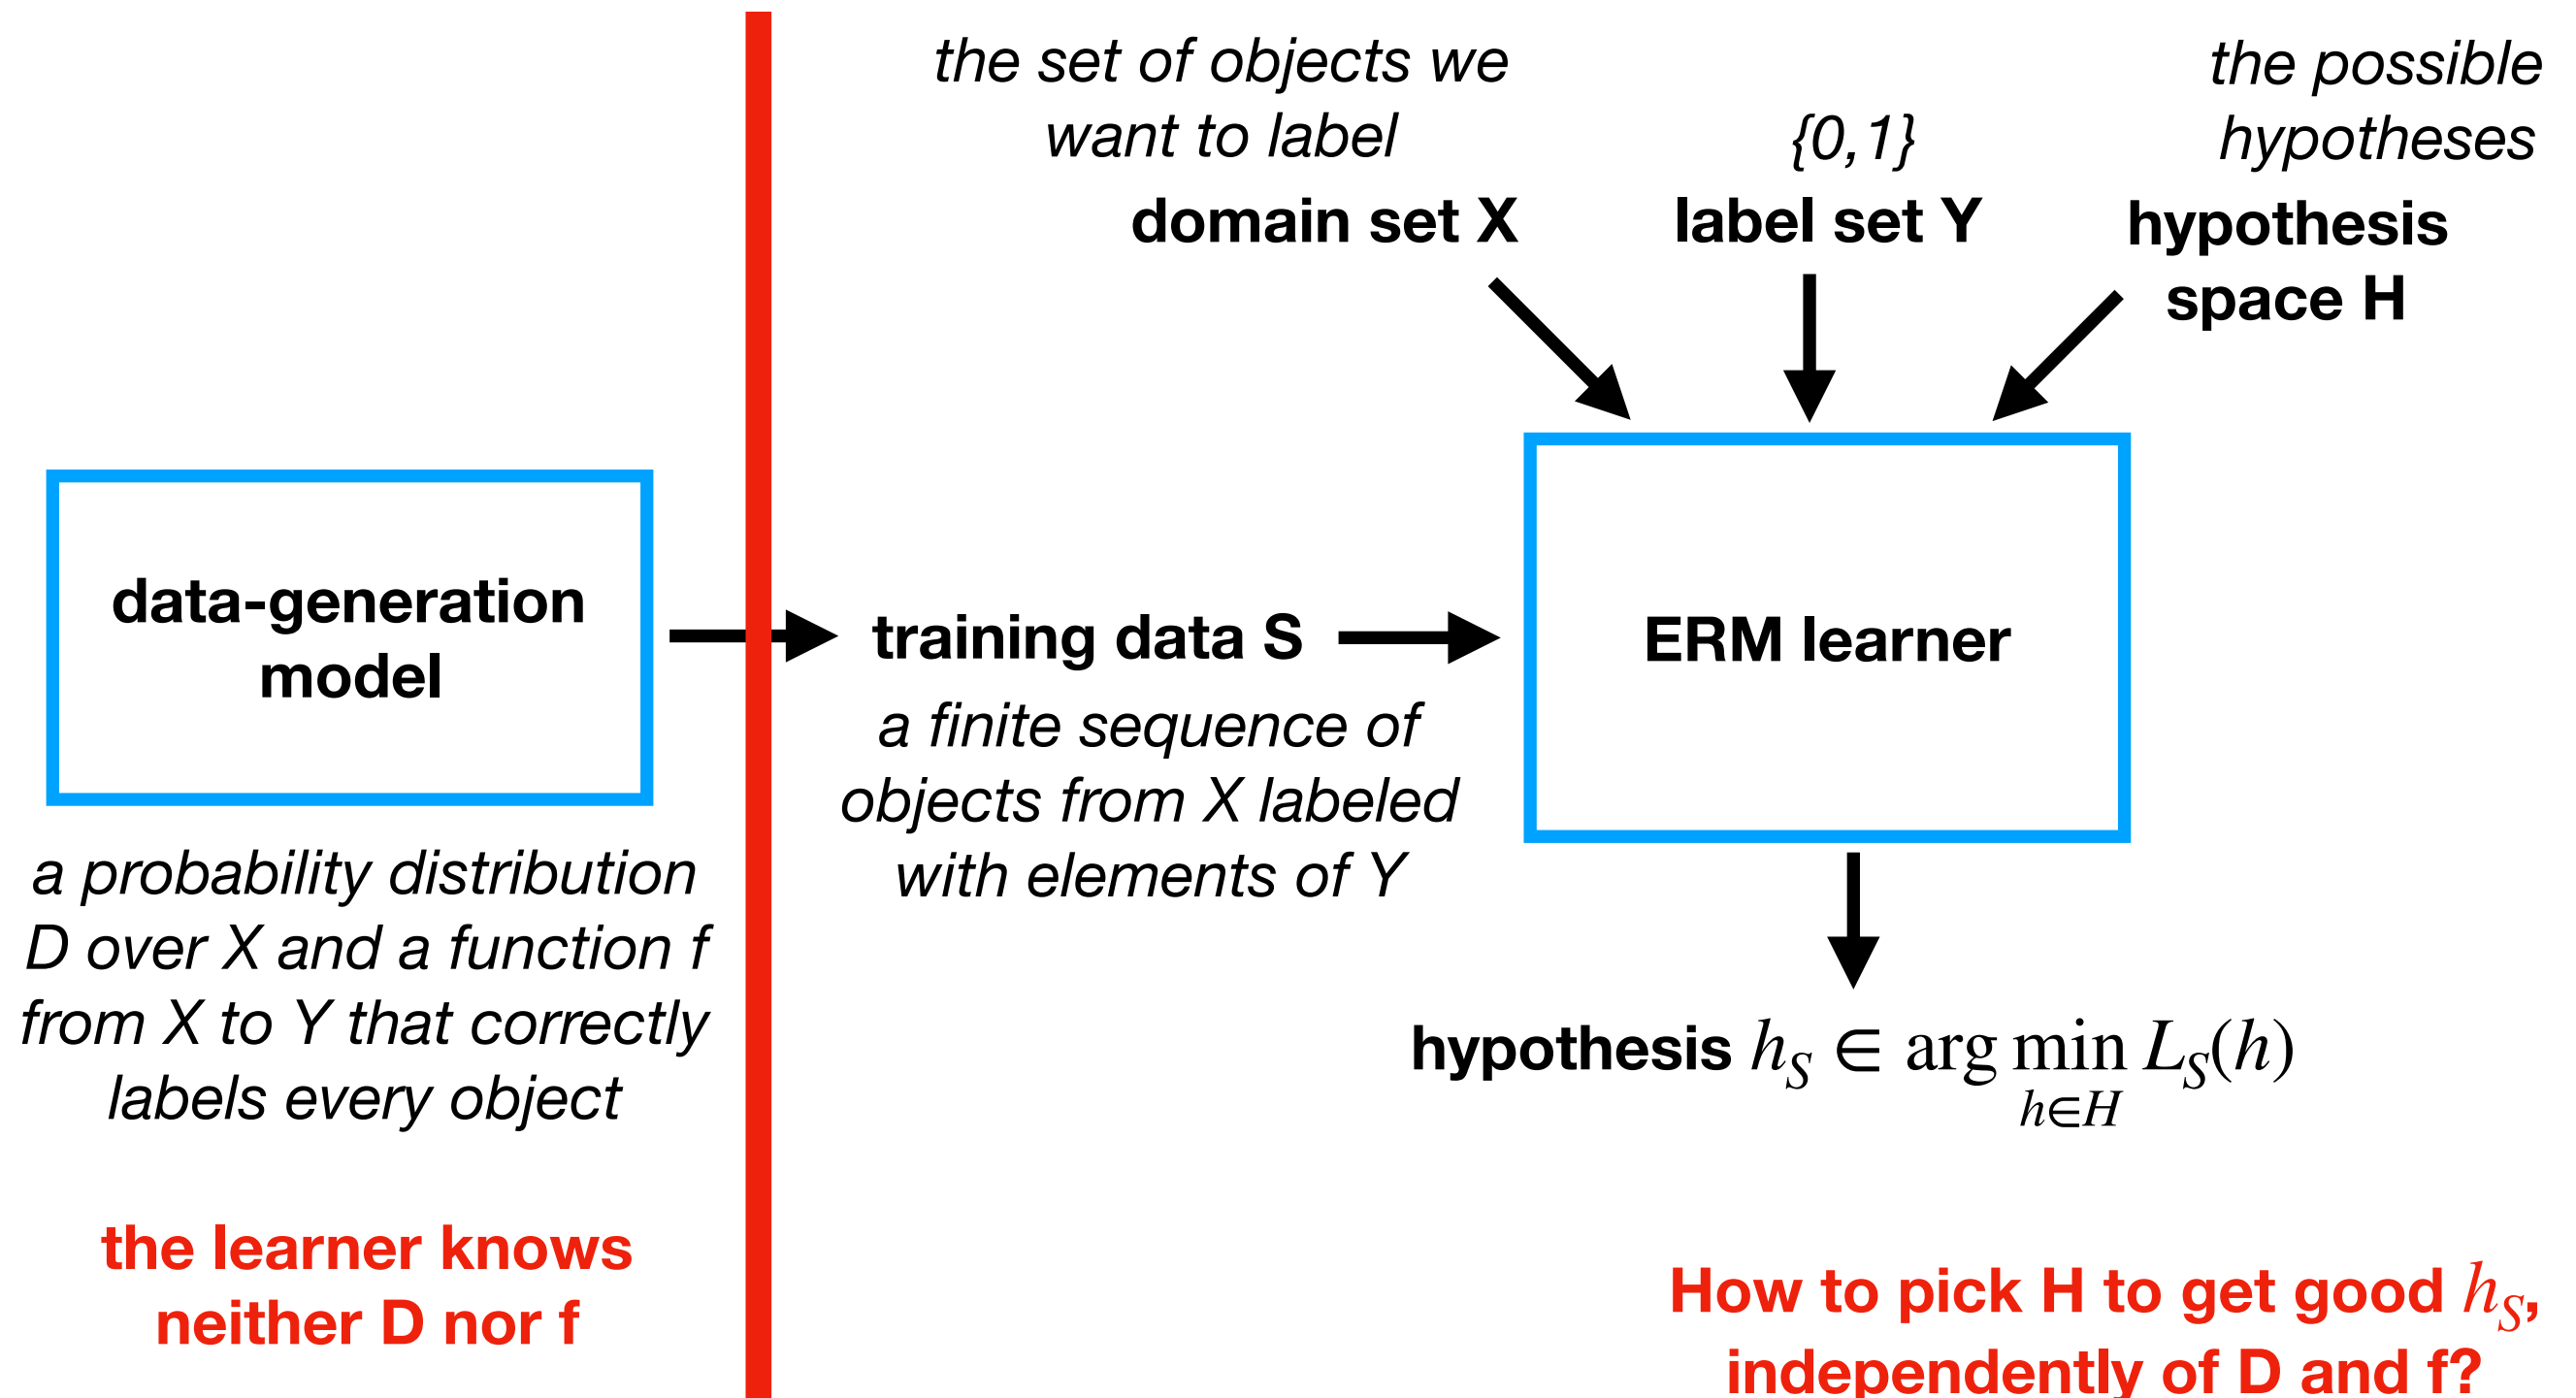 the set of objects we
want to label
domain set X
{0,1}
label set Y
the possible
hypotheses
hypothesis
space H
data-generation
model
a probability distribution
D over X and a function f
from X to Y that correctly
labels every object
the learner knows
neither D nor f
training data S
a finite sequence of
objects from X labeled
with elements of Y
ERM learner
hypothesis h_S ∈ arg min L_S(h)
h∈H
How to pick H to get good h_S,
independently of D and f?